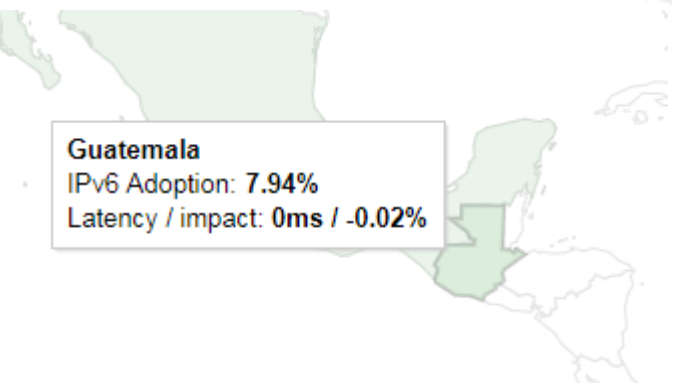 Guatemala
IPv6 Adoption: 7.94%
Latency / impact: 0ms / -0.02%